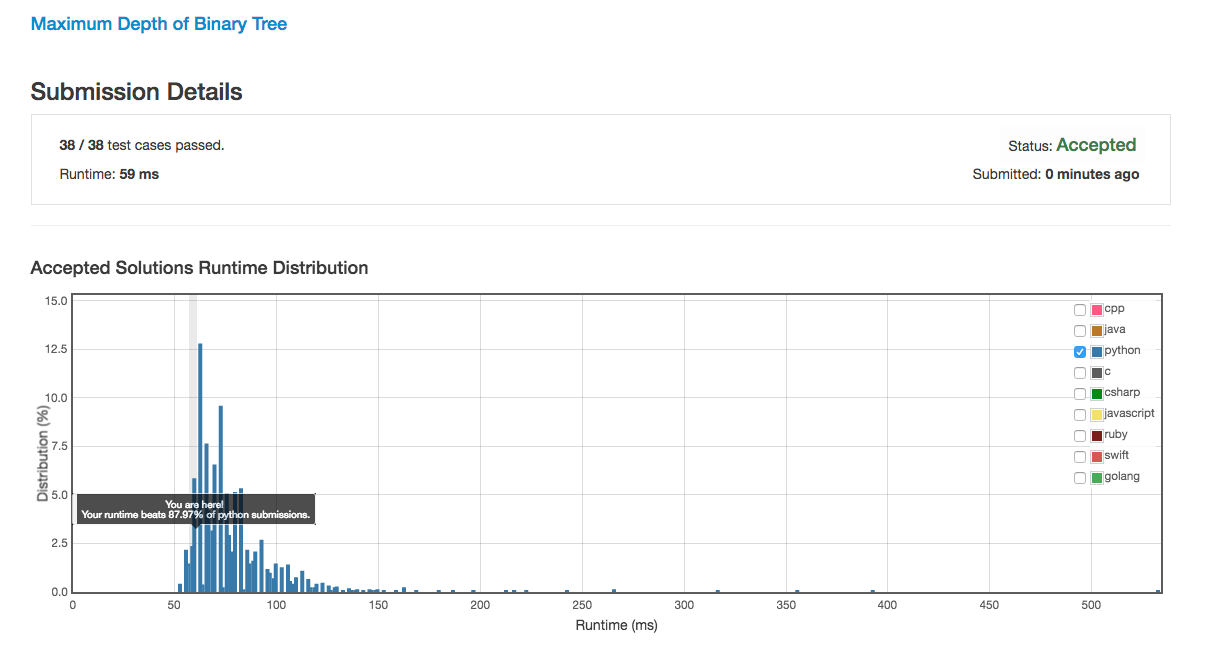 Maximum Depth of Binary Tree
Submission Details
38 / 38 test cases passed.
Status: Accepted
Runtime: 59 ms
Submitted: 0 minutes ago
Accepted Solutions Runtime Distribution
15.0
12.5
10.0
7.5
5.0
2.5
0.0
Distribution (%)
cpp
java
python
c
csharp
javascript
ruby
swift
golang
You are here!
Your runtime beats 87.97% of python submissions.
0
50
100
150
200
250
300
350
400
450
500
Runtime (ms)